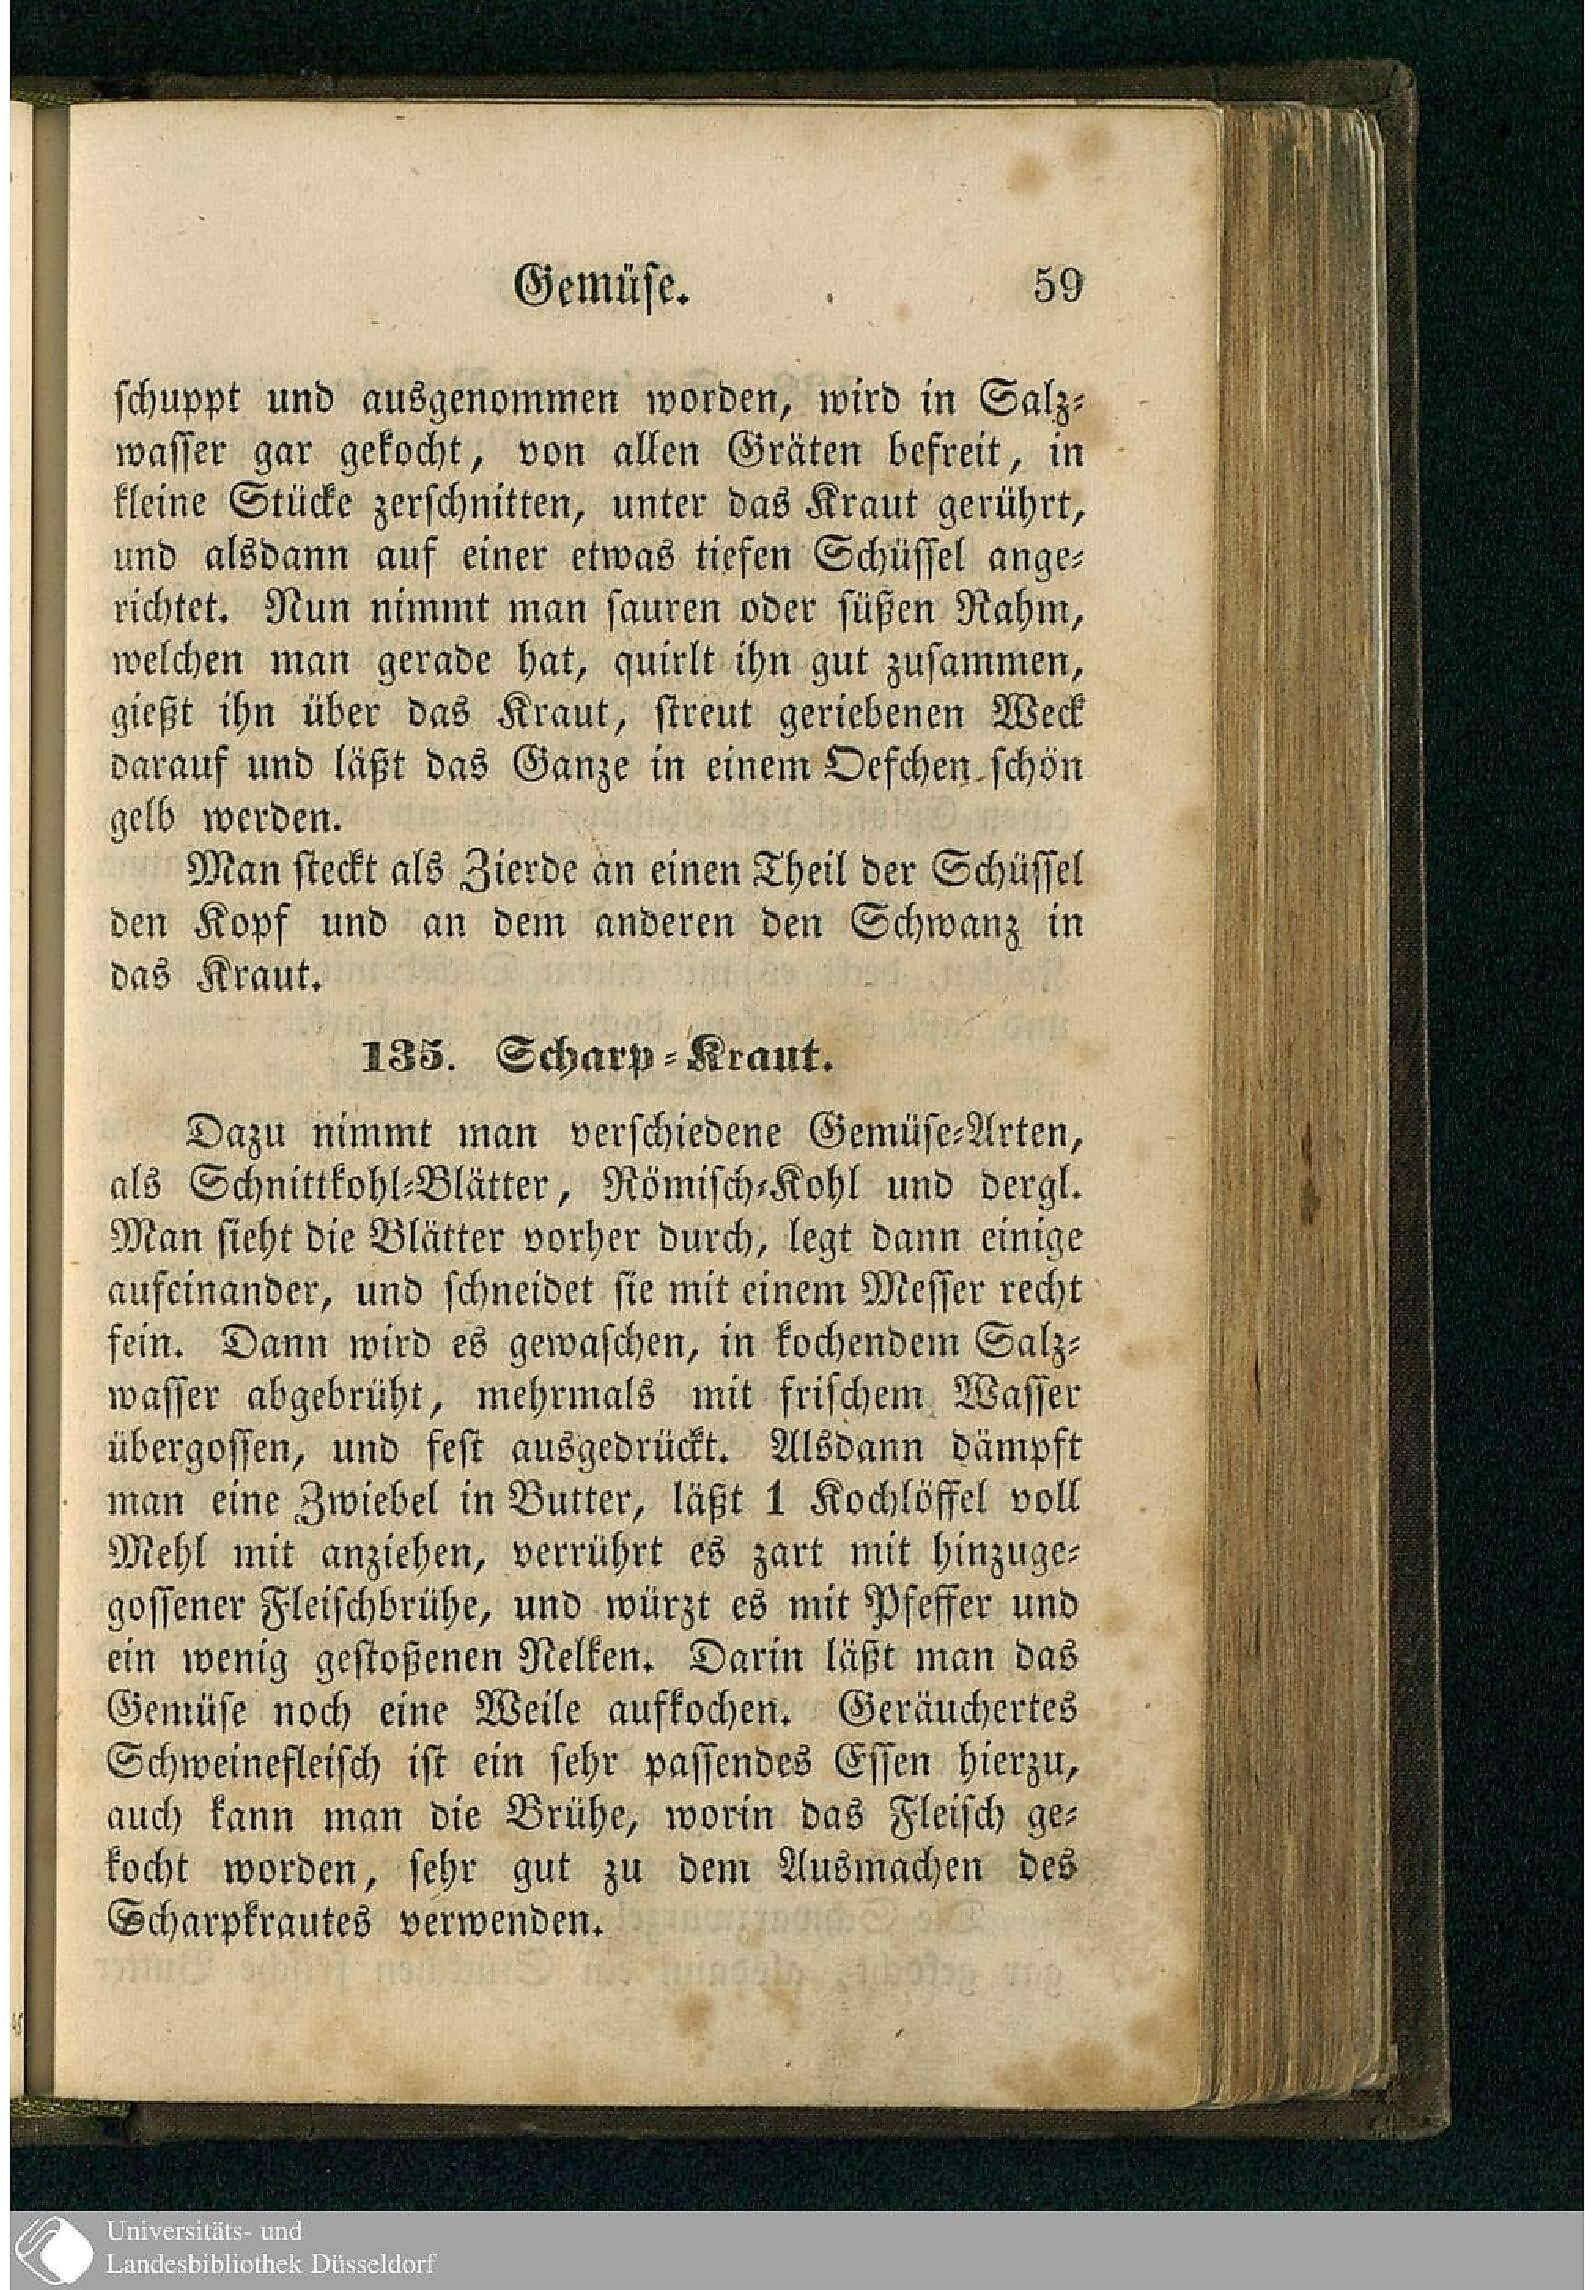 Gemüse. 59
schuppt und ausgenommen worden, wird in Salz-
wasser gar gekocht, von allen Gräten befreit, in
kleine Stücke zerschnitten, unter das Kraut gerührt,
und alsdann auf einer etwas tiefen Schüssel ange-
richtet. Nun nimmt man sauren oder süßen Rahm,
welchen man gerade hat, quirlt ihn gut zusammen,
gießt ihn über das Kraut, streut geriebenen Weck
darauf und läßt das Ganze in einem Oefchen schön
gelb werden.
Man steckt als Zierde an einen Theil der Schüssel
den Kopf und an dem anderen den Schwanz in
das Kraut.
135. Scharp-Kraut.
Dazu nimmt man verschiedene Gemüse-Arten,
als Schnittkohl-Blätter, Römisch-Kohl und dergl.
Man sieht die Blätter vorher durch, legt dann einige
aufeinander, und schneidet sie mit einem Messer recht
fein. Dann wird es gewaschen, in kochendem Salz-
wasser abgebrüht, mehrmals mit frischem Wasser
übergossen, und fest ausgedrückt. Alsdann dämpft
man eine Zwiebel in Butter, läßt 1 Kochlöffel voll
Mehl mit anziehen, verrührt es zart mit hinzuge-
gossener Fleischbrühe, und würzt es mit Pfeffer und
ein wenig gestoßenen Nelken. Darin läßt man das
Gemüse noch eine Weile aufkochen. Geräuchertes
Schweinefleisch ist ein sehr passendes Essen hierzu,
auch kann man die Brühe, worin das Fleisch ge-
kocht worden, sehr gut zu dem Ausmachen des
Scharpkrautes verwenden.
Universitäts- und
Landesbibliothek Düsseldorf